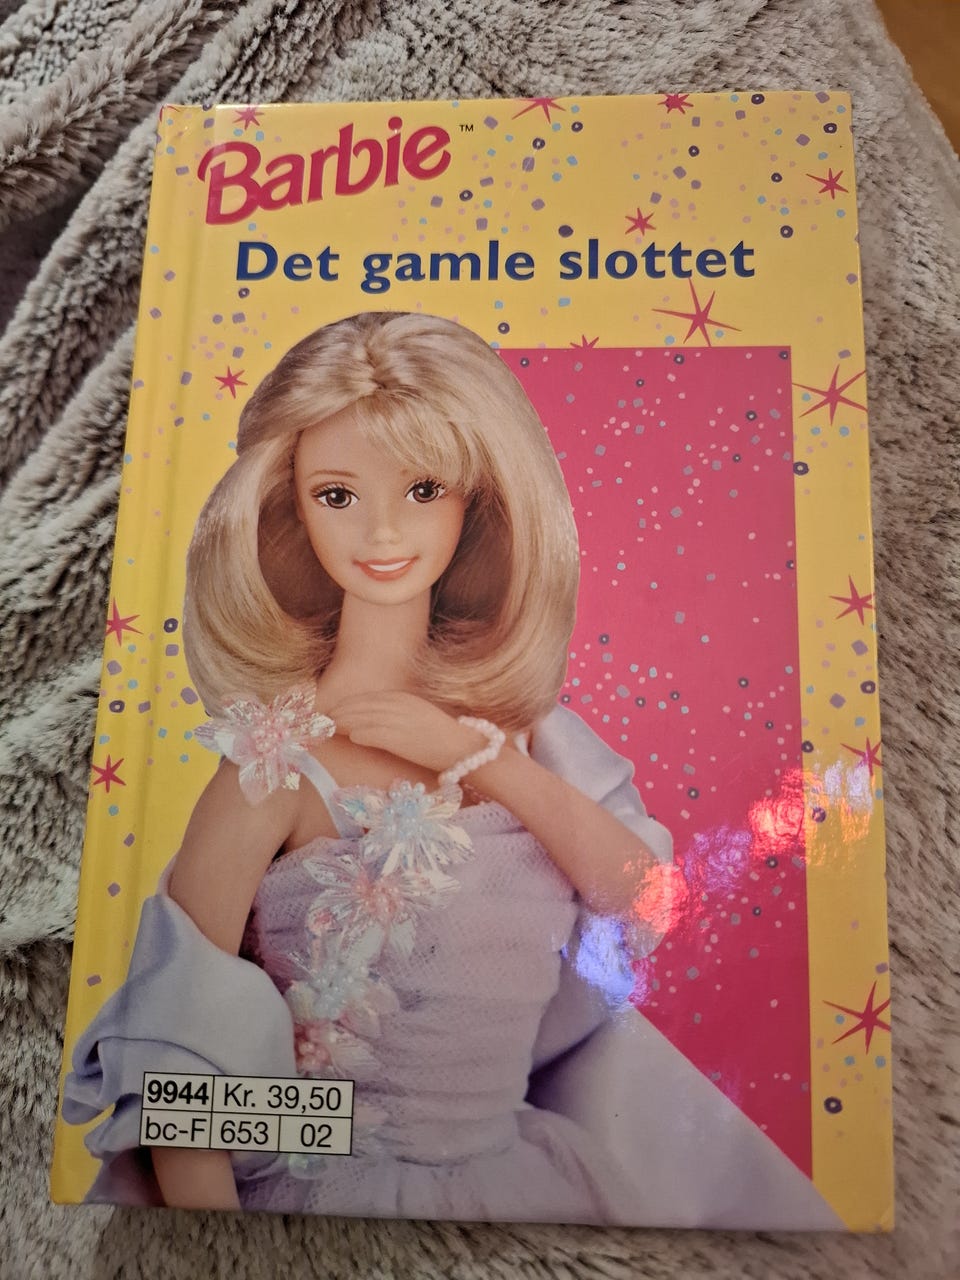 Barbie™
Det gamle slottet
9944 Kr. 39,50
bc-F 653 02